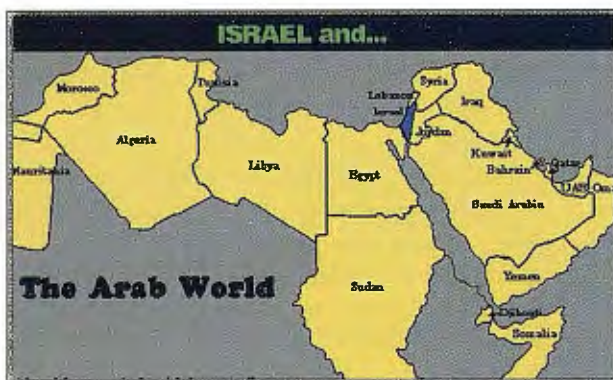 ISRAEL and...
Tunisia
Morocco
Syria
Lebanon
Iraq
Israel
Jordan
Algeria
Kuwait
Libya
Egypt
Qatar
Bahrain
Mauritania
UAE
Oman
Saudi Arabia
Yemen
The Arab World
Sudan
Djibouti
Somalia